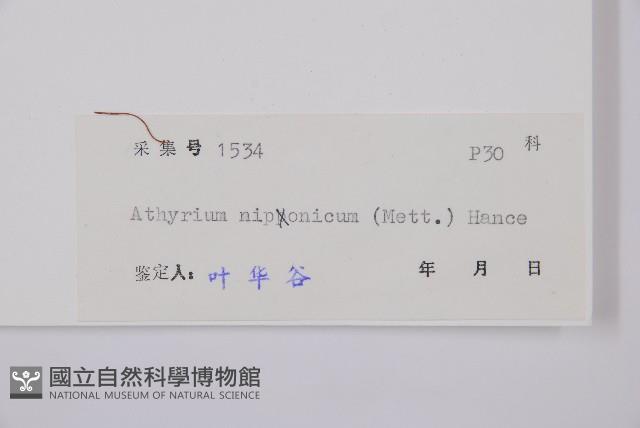 采集号 1534 P30 科
Athyrium niponicum (Mett.) Hance
鉴定人: 叶华谷 年 月 日
國立自然科學博物館
NATIONAL MUSEUM OF NATURAL SCIENCE